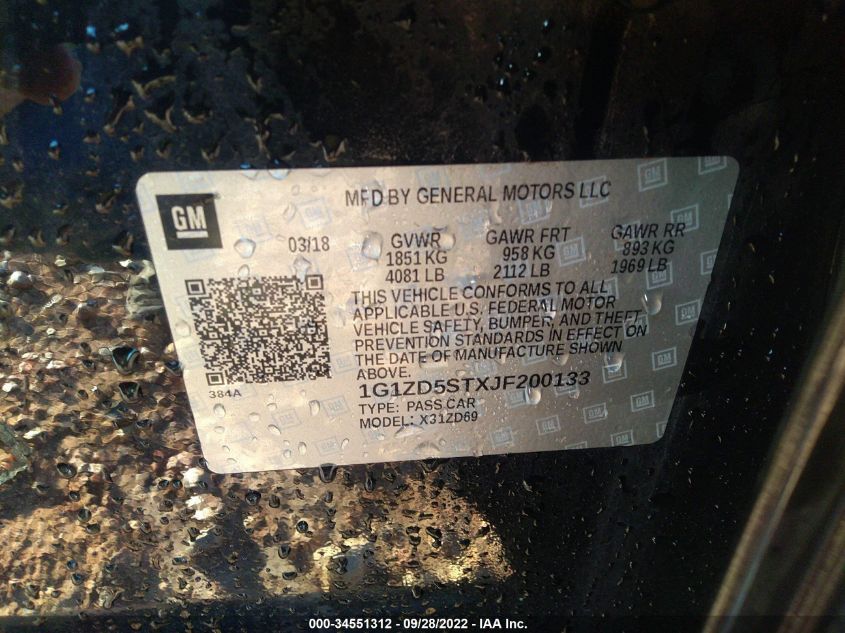 GM
MFD BY GENERAL MOTORS LLC
03/18 GVWR GAWR FRT GAWR RR
1851 KG 958 KG 893 KG
4081 LB 2112 LB 1969 LB
THIS VEHICLE CONFORMS TO ALL
APPLICABLE U.S. FEDERAL MOTOR
VEHICLE SAFETY, BUMPER, AND THEFT
PREVENTION STANDARDS IN EFFECT ON
THE DATE OF MANUFACTURE SHOWN
ABOVE.
384A
1G1ZD5STXJF200133
TYPE: PASS CAR
MODEL: X31ZD69
000-34551312 - 09/28/2022 - IAA Inc.